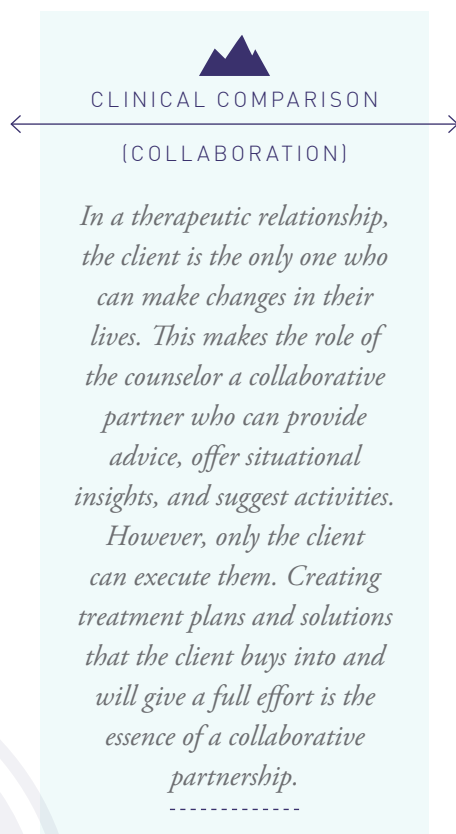 CLINICAL COMPARISON
(COLLABORATION)
In a therapeutic relationship,
the client is the only one who
can make changes in their
lives. This makes the role of
the counselor a collaborative
partner who can provide
advice, offer situational
insights, and suggest activities.
However, only the client
can execute them. Creating
treatment plans and solutions
that the client buys into and
will give a full effort is the
essence of a collaborative
partnership.